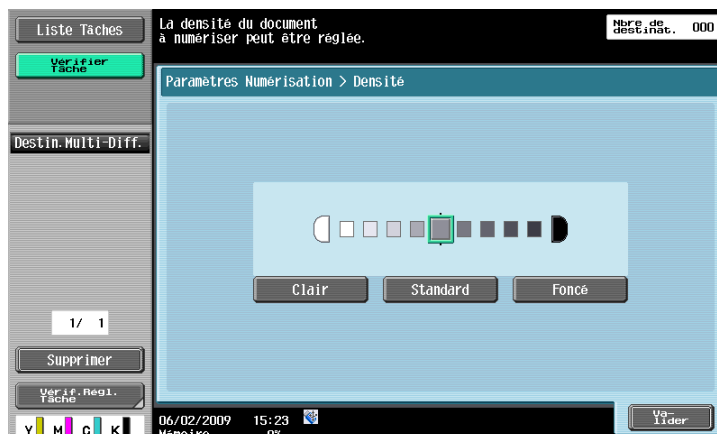 Liste Tâches
La densité du document
à numériser peut être réglée.
Nbre de
destinat.
000
Vérifier
Tâche
Paramètres Numérisation > Densité
Destin.Multi-Diff.
Clair
Standard
Foncé
1/ 1
Supprimer
Vérif.Régl.
Tâche
Va-
lider
06/02/2009 15:23
Mémoire 0%
Y M C K